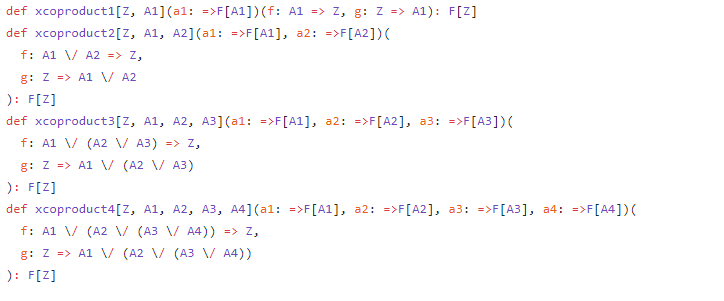 def xcoproduct1[Z, A1](a1: =>F[A1])(f: A1 => Z, g: Z => A1): F[Z]
def xcoproduct2[Z, A1, A2](a1: =>F[A1], a2: =>F[A2])(
  f: A1 \/ A2 => Z,
  g: Z => A1 \/ A2
): F[Z]
def xcoproduct3[Z, A1, A2, A3](a1: =>F[A1], a2: =>F[A2], a3: =>F[A3])(
  f: A1 \/ (A2 \/ A3) => Z,
  g: Z => A1 \/ (A2 \/ A3)
): F[Z]
def xcoproduct4[Z, A1, A2, A3, A4](a1: =>F[A1], a2: =>F[A2], a3: =>F[A3], a4: =>F[A4])(
  f: A1 \/ (A2 \/ (A3 \/ A4)) => Z,
  g: Z => A1 \/ (A2 \/ (A3 \/ A4))
): F[Z]